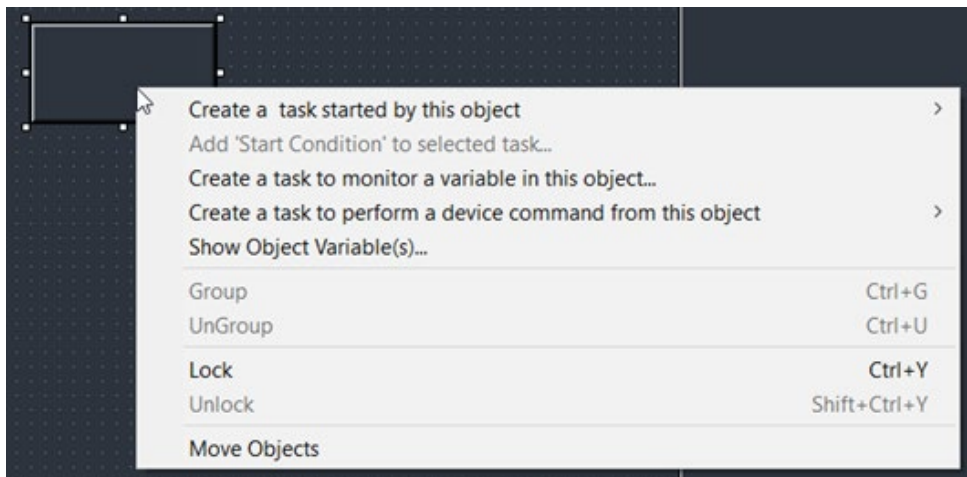 Create a  task started by this object
Add 'Start Condition' to selected task...
Create a task to monitor a variable in this object...
Create a task to perform a device command from this object
Show Object Variable(s)...
Group Ctrl+G
UnGroup Ctrl+U
Lock Ctrl+Y
Unlock Shift+Ctrl+Y
Move Objects